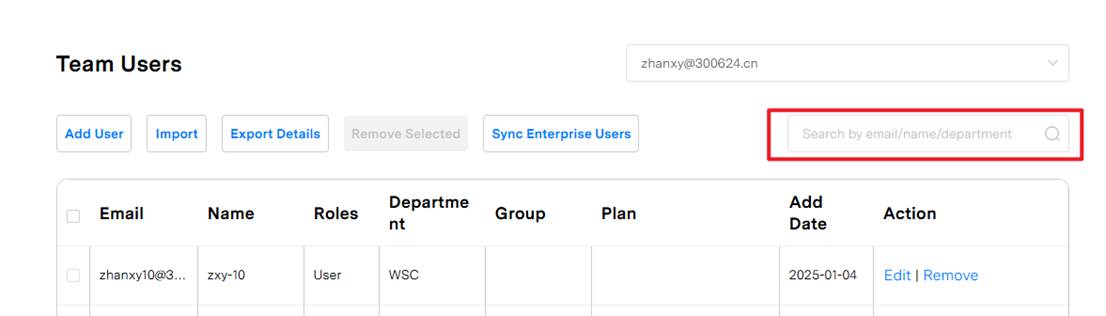 Team Users
zhanxy@300624.cn
Add User
Import
Export Details
Remove Selected
Sync Enterprise Users
Search by email/name/department
Email
Name
Roles
Departme
nt
Group
Plan
Add
Date
Action
zhanxy10@3...
zxy-10
User
WSC
2025-01-04
Edit | Remove